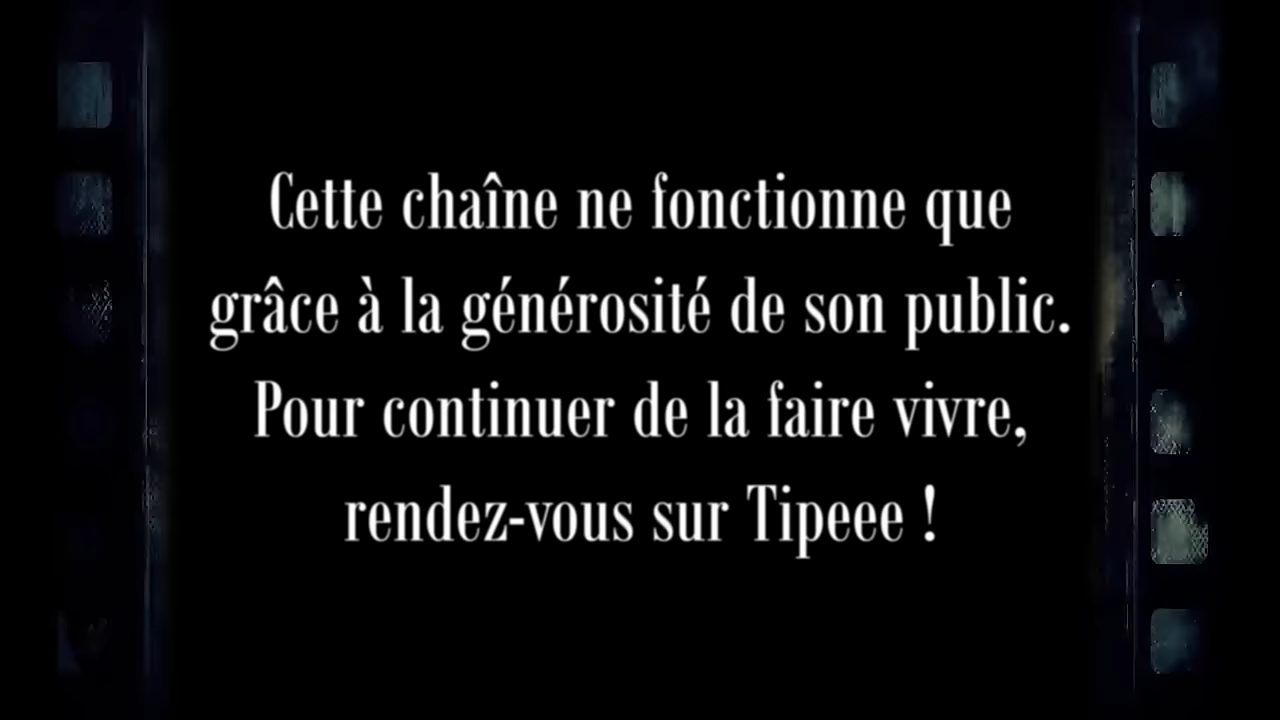 Cette chaîne ne fonctionne que
grâce à la générosité de son public.
Pour continuer de la faire vivre,
rendez-vous sur Tipeee !